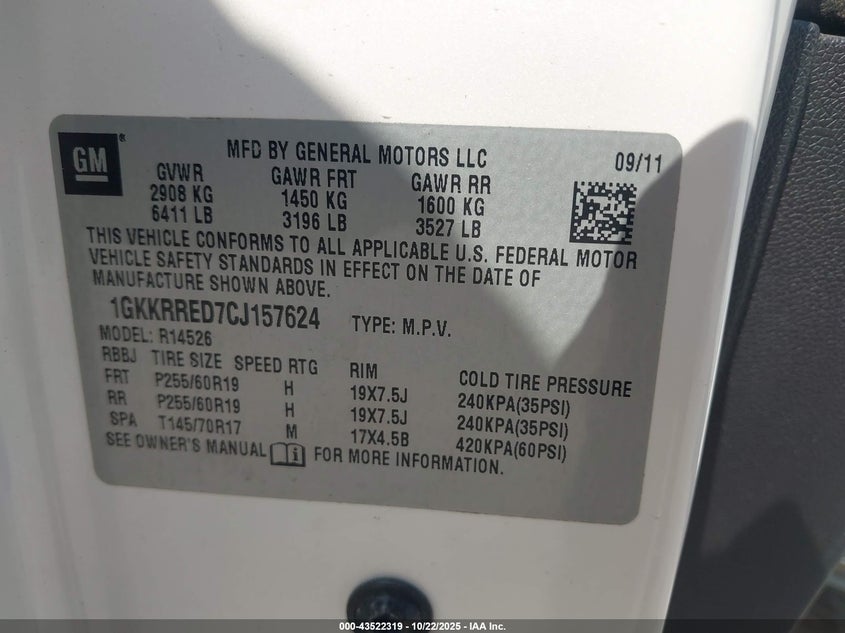 GM ®
MFD BY GENERAL MOTORS LLC 09/11
GVWR GAWR FRT GAWR RR
2908 KG 1450 KG 1600 KG
6411 LB 3196 LB 3527 LB
THIS VEHICLE CONFORMS TO ALL APPLICABLE U.S. FEDERAL MOTOR
VEHICLE SAFETY STANDARDS IN EFFECT ON THE DATE OF
MANUFACTURE SHOWN ABOVE.
1GKKRRED7CJ157624 TYPE: M.P.V.
MODEL: R14526
RBBJ TIRE SIZE SPEED RTG RIM COLD TIRE PRESSURE
FRT P255/60R19 H 19X7.5J 240KPA(35PSI)
RR P255/60R19 H 19X7.5J 240KPA(35PSI)
SPA T145/70R17 M 17X4.5B 420KPA(60PSI)
SEE OWNER'S MANUAL i FOR MORE INFORMATION.
000-43522319 - 10/22/2025 - IAA Inc.